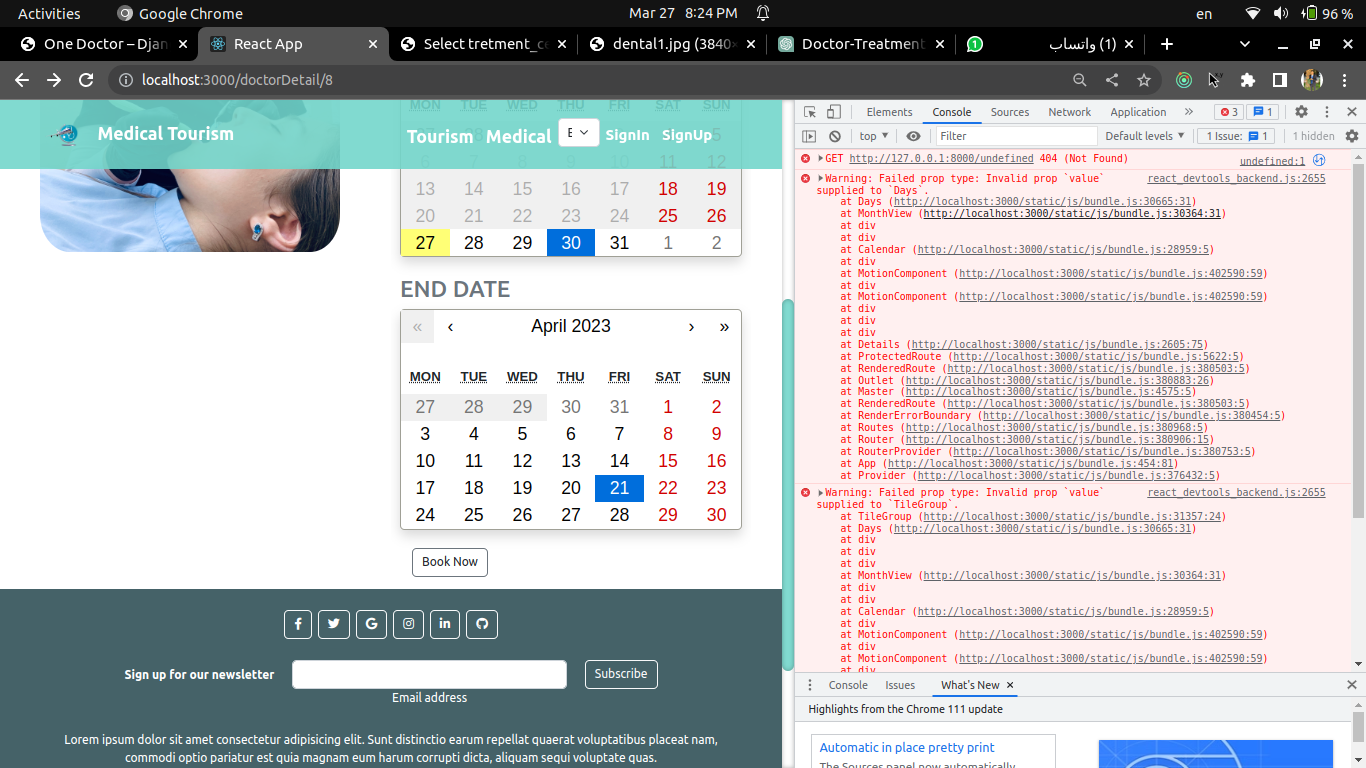 Activities
Google Chrome
Mar 27 8:24 PM
en
96 %
One Doctor – Djan
React App
Select tretment_ce
dental1.jpg (3840×
Doctor-Treatment
(1) واتساب
localhost:3000/doctorDetail/8
Medical Tourism
Tourism Medical E SignIn SignUp
MON TUE WED THU FRI SAT SUN
13 14 15 16 17 18 19
20 21 22 23 24 25 26
27 28 29 30 31 1 2
END DATE
« ‹ April 2023 › »
MON TUE WED THU FRI SAT SUN
27 28 29 30 31 1 2
3 4 5 6 7 8 9
10 11 12 13 14 15 16
17 18 19 20 21 22 23
24 25 26 27 28 29 30
Book Now
Sign up for our newsletter
Subscribe
Email address
Lorem ipsum dolor sit amet consectetur adipisicing elit. Sunt distinctio earum repellat quaerat voluptatibus placeat nam,
commodi optio pariatur est quia magnam eum harum corrupti dicta, aliquam sequi voluptate quas.
Elements Console Sources Network Application » 3 1
top Filter Default levels 1 Issue: 1 1 hidden
GET http://127.0.0.1:8000/undefined 404 (Not Found) undefined:1
Warning: Failed prop type: Invalid prop `value` react_devtools_backend.js:2655
supplied to `Days`.
at Days (http://localhost:3000/static/js/bundle.js:30665:31)
at MonthView (http://localhost:3000/static/js/bundle.js:30364:31)
at div
at div
at Calendar (http://localhost:3000/static/js/bundle.js:28959:5)
at div
at MotionComponent (http://localhost:3000/static/js/bundle.js:402590:59)
at div
at MotionComponent (http://localhost:3000/static/js/bundle.js:402590:59)
at div
at div
at div
at Details (http://localhost:3000/static/js/bundle.js:2605:75)
at ProtectedRoute (http://localhost:3000/static/js/bundle.js:5622:5)
at RenderedRoute (http://localhost:3000/static/js/bundle.js:380503:5)
at Outlet (http://localhost:3000/static/js/bundle.js:380883:26)
at Master (http://localhost:3000/static/js/bundle.js:4575:5)
at RenderedRoute (http://localhost:3000/static/js/bundle.js:380503:5)
at RenderErrorBoundary (http://localhost:3000/static/js/bundle.js:380454:5)
at Routes (http://localhost:3000/static/js/bundle.js:380968:5)
at Router (http://localhost:3000/static/js/bundle.js:380906:15)
at RouterProvider (http://localhost:3000/static/js/bundle.js:380753:5)
at App (http://localhost:3000/static/js/bundle.js:454:81)
at Provider (http://localhost:3000/static/js/bundle.js:376432:5)
Warning: Failed prop type: Invalid prop `value` react_devtools_backend.js:2655
supplied to `TileGroup`.
at TileGroup (http://localhost:3000/static/js/bundle.js:31357:24)
at Days (http://localhost:3000/static/js/bundle.js:30665:31)
at div
at div
at div
at MonthView (http://localhost:3000/static/js/bundle.js:30364:31)
at div
at div
at Calendar (http://localhost:3000/static/js/bundle.js:28959:5)
at div
at MotionComponent (http://localhost:3000/static/js/bundle.js:402590:59)
at div
at MotionComponent (http://localhost:3000/static/js/bundle.js:402590:59)
at div
Console Issues What's New
Highlights from the Chrome 111 update
Automatic in place pretty print
The Sources panel now automatically